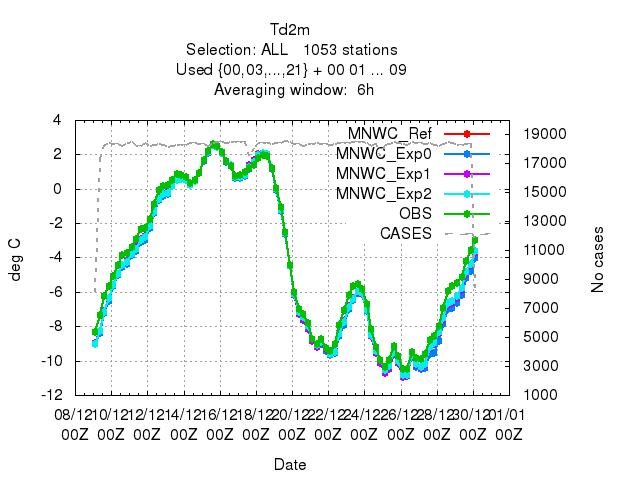 Td2m
Selection: ALL 1053 stations
Used {00,03,...,21} + 00 01 ... 09
Averaging window: 6h
4
2
0
-2
-4
-6
-8
-10
-12
deg C
MNWC_Ref
MNWC_Exp0
MNWC_Exp1
MNWC_Exp2
OBS
CASES
19000
17000
15000
13000
11000
9000
7000
5000
3000
1000
No cases
08/12 10/12 12/12 14/12 16/12 18/12 20/12 22/12 24/12 26/12 28/12 30/12 01/01
00Z 00Z 00Z 00Z 00Z 00Z 00Z 00Z 00Z 00Z 00Z 00Z 00Z
Date